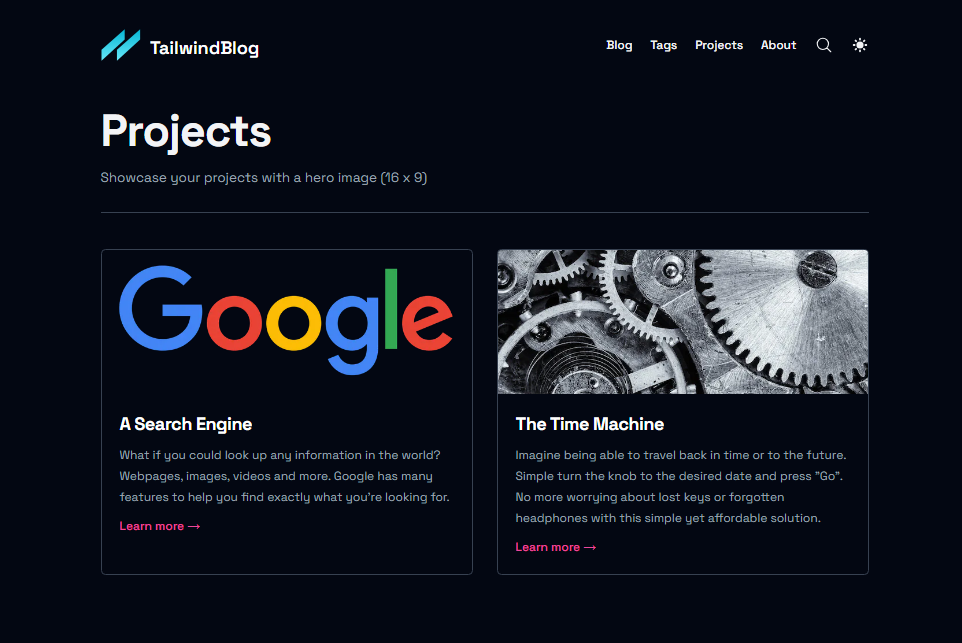 TailwindBlog
Blog Tags Projects About
Projects
Showcase your projects with a hero image (16 x 9)
Google
A Search Engine
What if you could look up any information in the world?
Webpages, images, videos and more. Google has many
features to help you find exactly what you're looking for.
Learn more →
The Time Machine
Imagine being able to travel back in time or to the future.
Simple turn the knob to the desired date and press "Go".
No more worrying about lost keys or forgotten
headphones with this simple yet affordable solution.
Learn more →